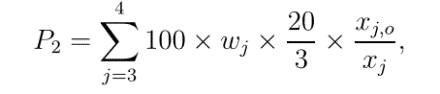 $P_2 = \sum_{j=3}^{4} 100 \times w_j \times \frac{20}{3} \times \frac{x_{j,o}}{x_j},$